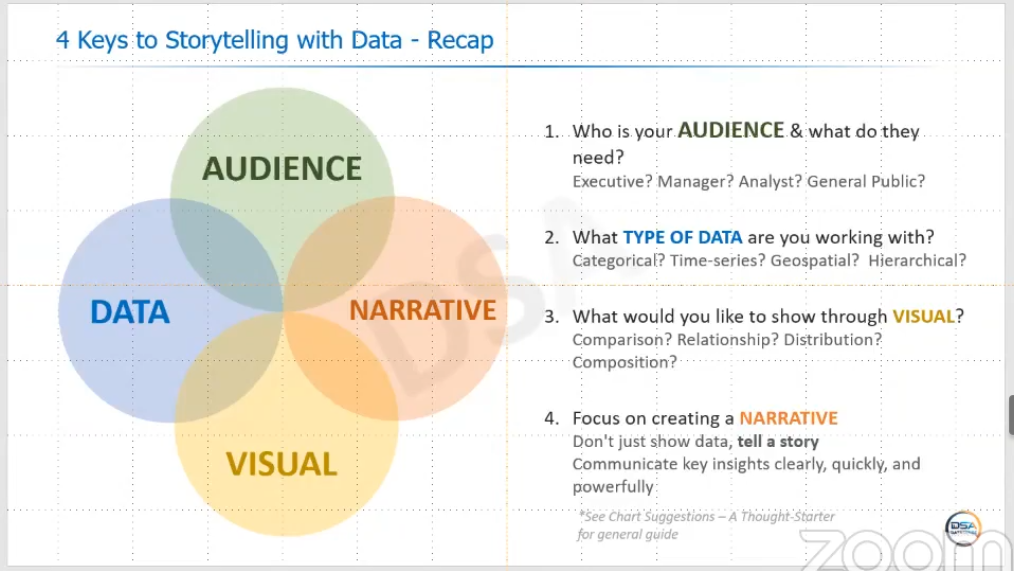 4 Keys to Storytelling with Data - Recap
AUDIENCE
DATA
NARRATIVE
VISUAL
1. Who is your AUDIENCE & what do they
need?
Executive? Manager? Analyst? General Public?
2. What TYPE OF DATA are you working with?
Categorical? Time-series? Geospatial? Hierarchical?
3. What would you like to show through VISUAL?
Comparison? Relationship? Distribution?
Composition?
4. Focus on creating a NARRATIVE
Don't just show data, tell a story
Communicate key insights clearly, quickly, and
powerfully
*See Chart Suggestions – A Thought-Starter
for general guide
DSA
DSA
zoom